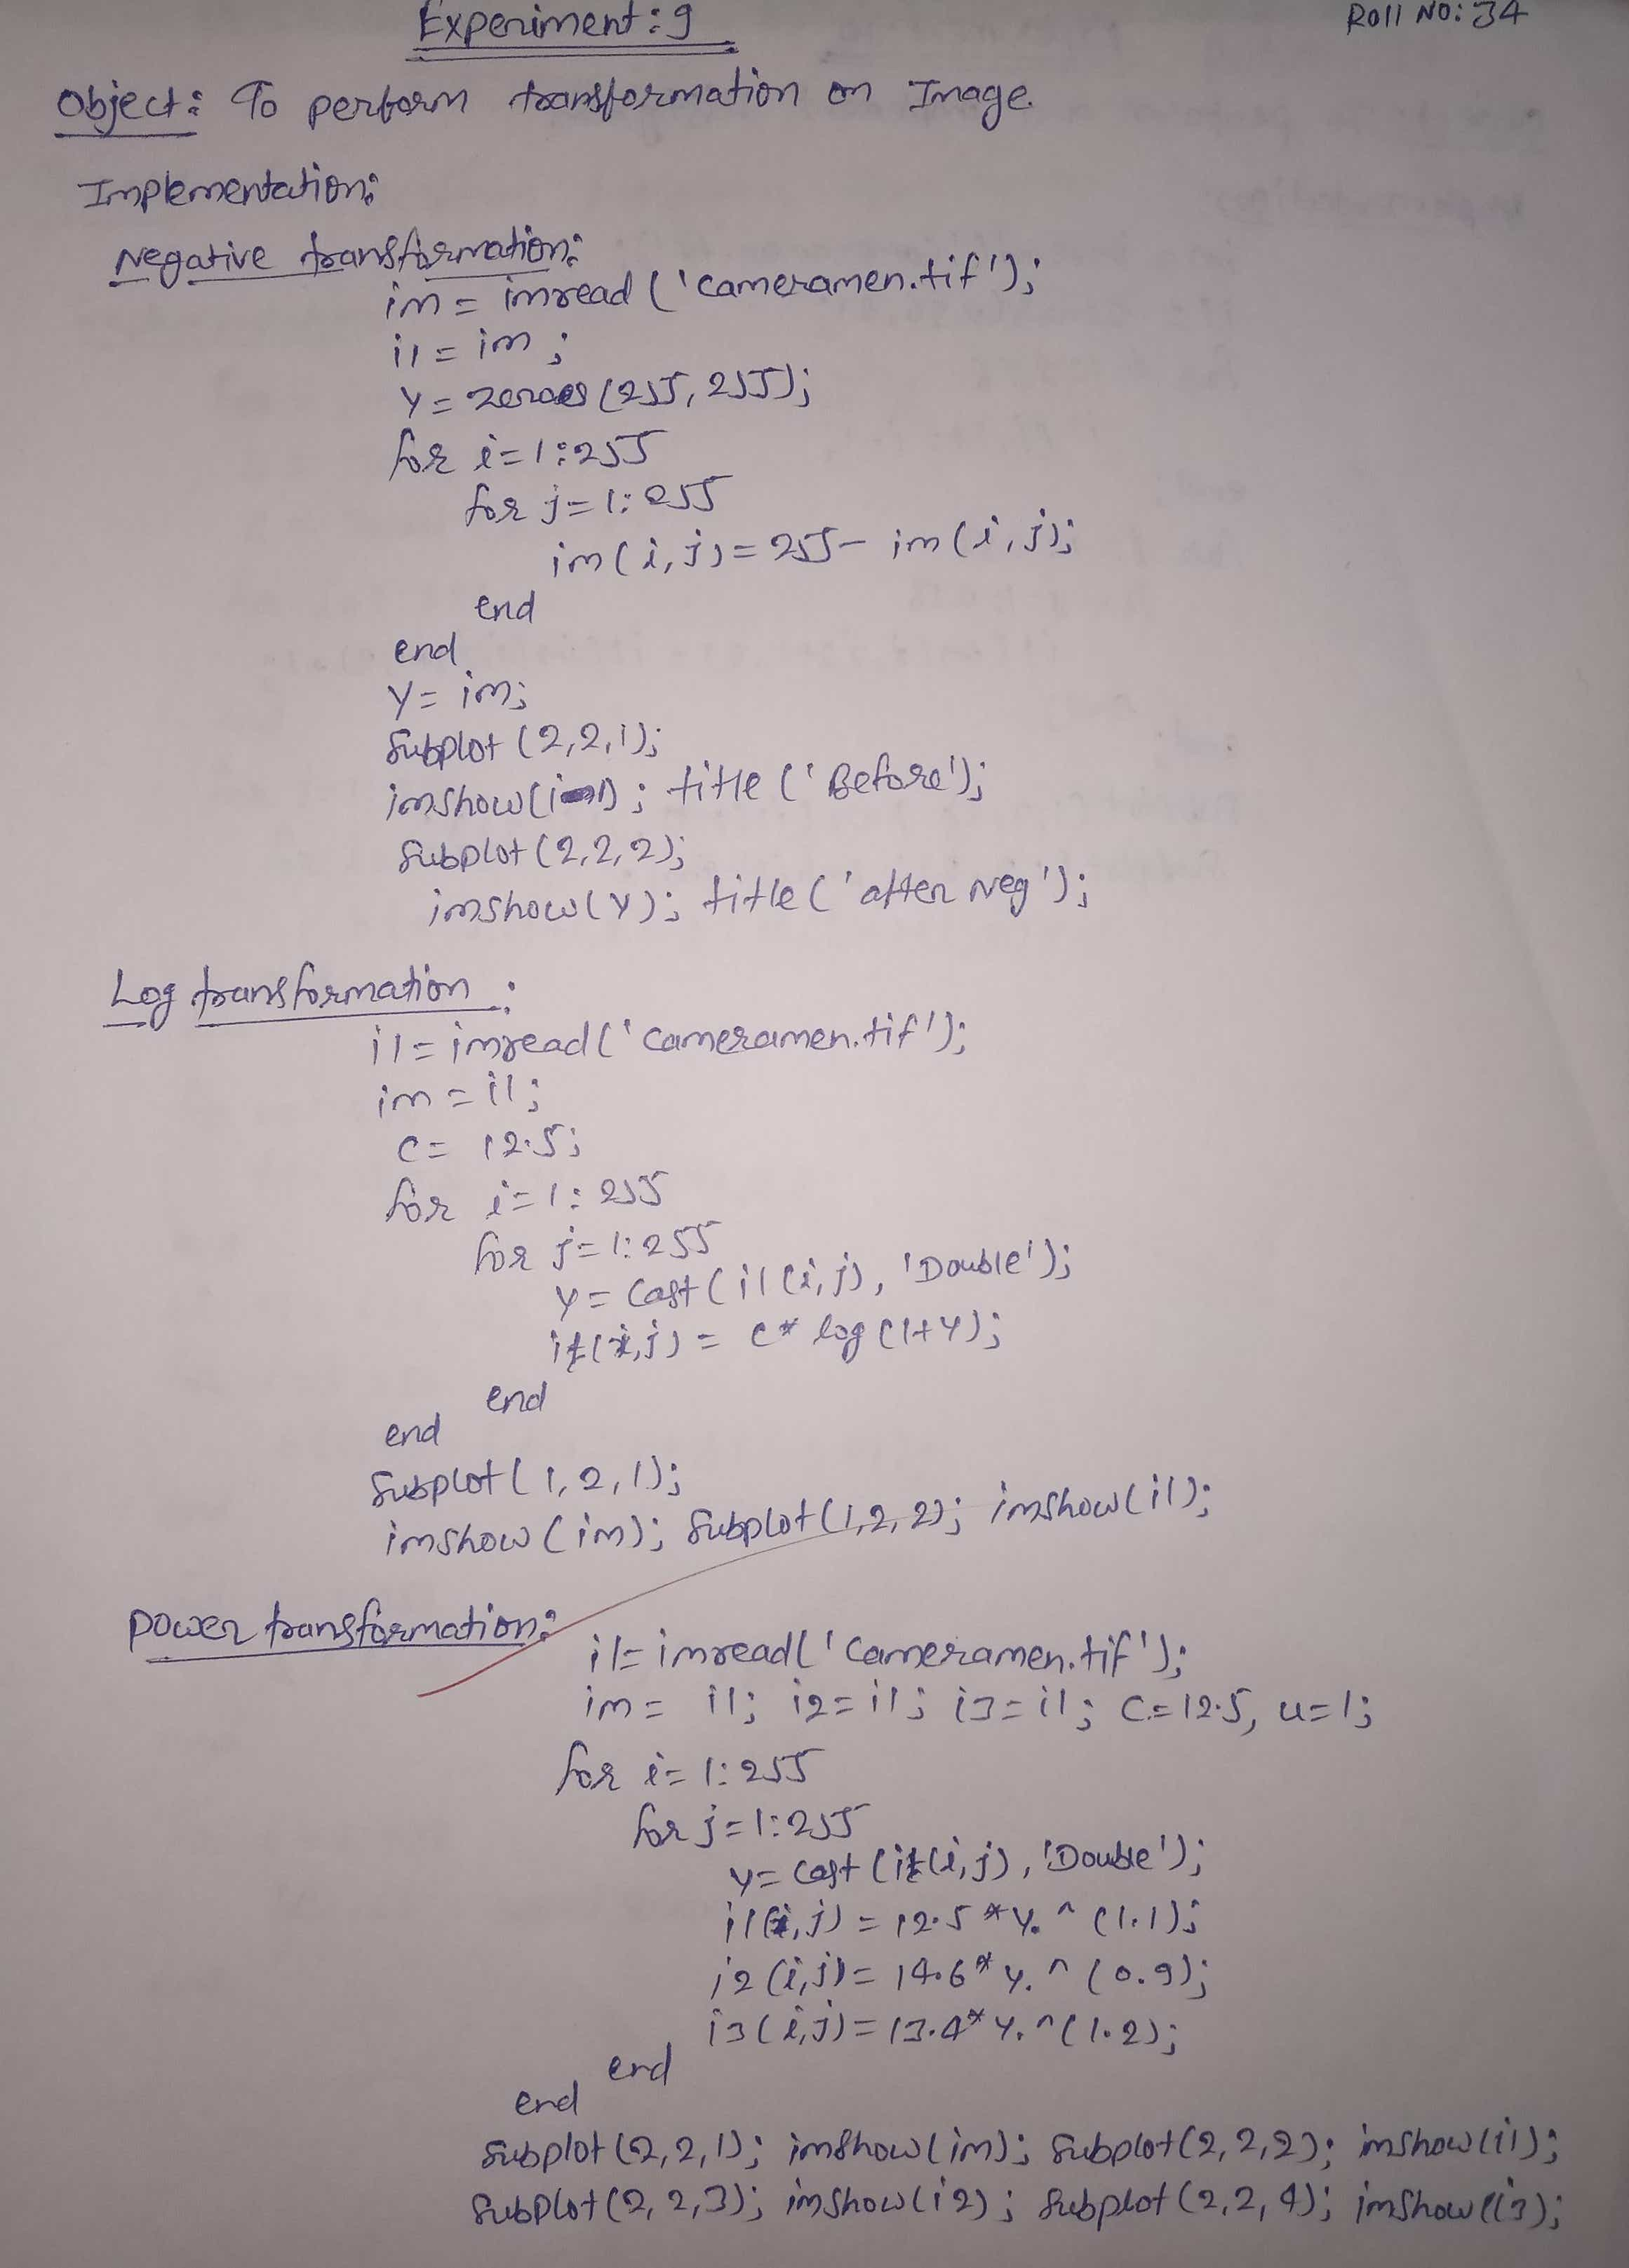 Experiment: 9
Roll No: 34
Object: To perform transformation on Image.
Implementation:
Negative transformation:
im = imread ('cameramen.tif');
i1 = im ;
Y = zeroes (255, 255);
for i=1:255
for j=1:255
im(i,j)=255- im(i,j);
end
end
Y= im;
Subplot (2,2,1);
imshow(i1); title ('Before');
Subplot (2,2,2);
imshow(Y); title ('after Neg');
Log transformation :
i1 = imread('cameramen.tif');
im = i1;
C= 12.5;
for i=1:255
for j=1:255
Y= Cast (i1(i,j), 'Double');
i1(i,j) = c* log (1+Y);
end
end
Subplot (1,2,1);
imshow (im); Subplot (1,2,2); imshow(i1);
Power transformation:
i1= imread('Cameramen.tif');
im = i1; i2=i1; i3=i1; C=12.5, u=1;
for i=1:255
for j=1:255
y= Cast (i1(i,j), 'Double');
i1(i,j) = 12.5 *y.^(1.1);
i2(i,j)= 14.6*y.^(0.9);
i3(i,j)=13.4*y.^(1.2);
end
end
Subplot (2,2,1); imshow(im); Subplot(2,2,2); imshow(i1);
Subplot (2,2,3); imshow(i2); Subplot (2,2,4); imshow(i3);